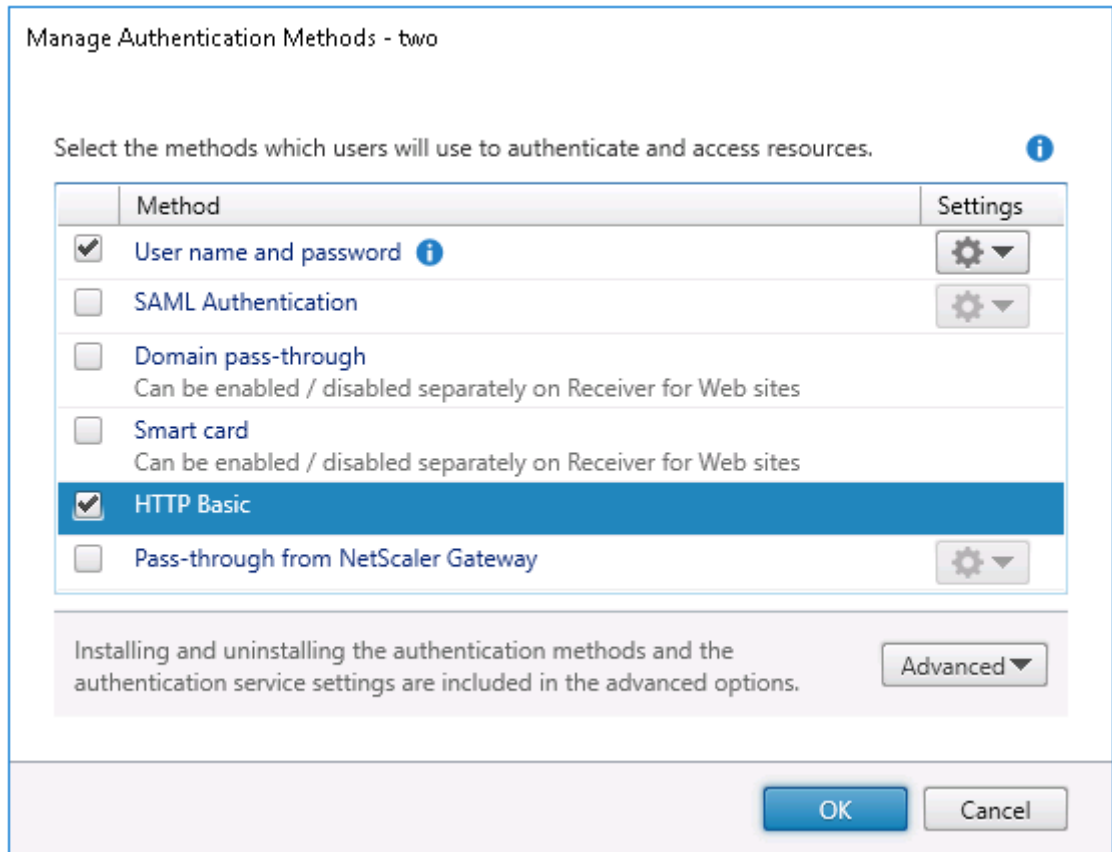 Manage Authentication Methods - two
Select the methods which users will use to authenticate and access resources.
Method Settings
User name and password
SAML Authentication
Domain pass-through
Can be enabled / disabled separately on Receiver for Web sites
Smart card
Can be enabled / disabled separately on Receiver for Web sites
HTTP Basic
Pass-through from NetScaler Gateway
Installing and uninstalling the authentication methods and the
authentication service settings are included in the advanced options.
Advanced
OK Cancel